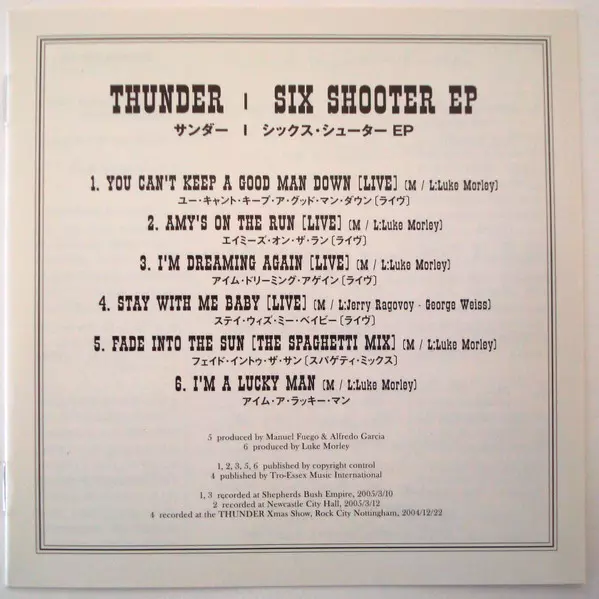 THUNDER | SIX SHOOTER EP
サンダー | シックス・シューター EP
1. YOU CAN'T KEEP A GOOD MAN DOWN [LIVE] (M / L:Luke Morley)
ユー・キャント・キープ・ア・グッド・マン・ダウン [ライヴ]
2. AMY'S ON THE RUN [LIVE] (M / L:Luke Morley)
エイミーズ・オン・ザ・ラン [ライヴ]
3. I'M DREAMING AGAIN [LIVE] (M / L:Luke Morley)
アイム・ドリーミング・アゲイン [ライヴ]
4. STAY WITH ME BABY [LIVE] (M / L:Jerry Ragovoy - George Weiss)
ステイ・ウィズ・ミー・ベイビー [ライヴ]
5. FADE INTO THE SUN [THE SPAGHETTI MIX] (M / L:Luke Morley)
フェイド・イントゥ・ザ・サン [スパゲティ・ミックス]
6. I'M A LUCKY MAN (M / L:Luke Morley)
アイム・ア・ラッキー・マン
5 produced by Manuel Fuego & Alfredo Garcia
6 produced by Luke Morley
1, 2, 3, 5, 6 published by copyright control
4 published by Tro-Essex Music International
1, 3 recorded at Shepherds Bush Empire, 2005/3/10
2 recorded at Newcastle City Hall, 2005/3/12
4 recorded at the THUNDER Xmas Show, Rock City Nottingham, 2004/12/22